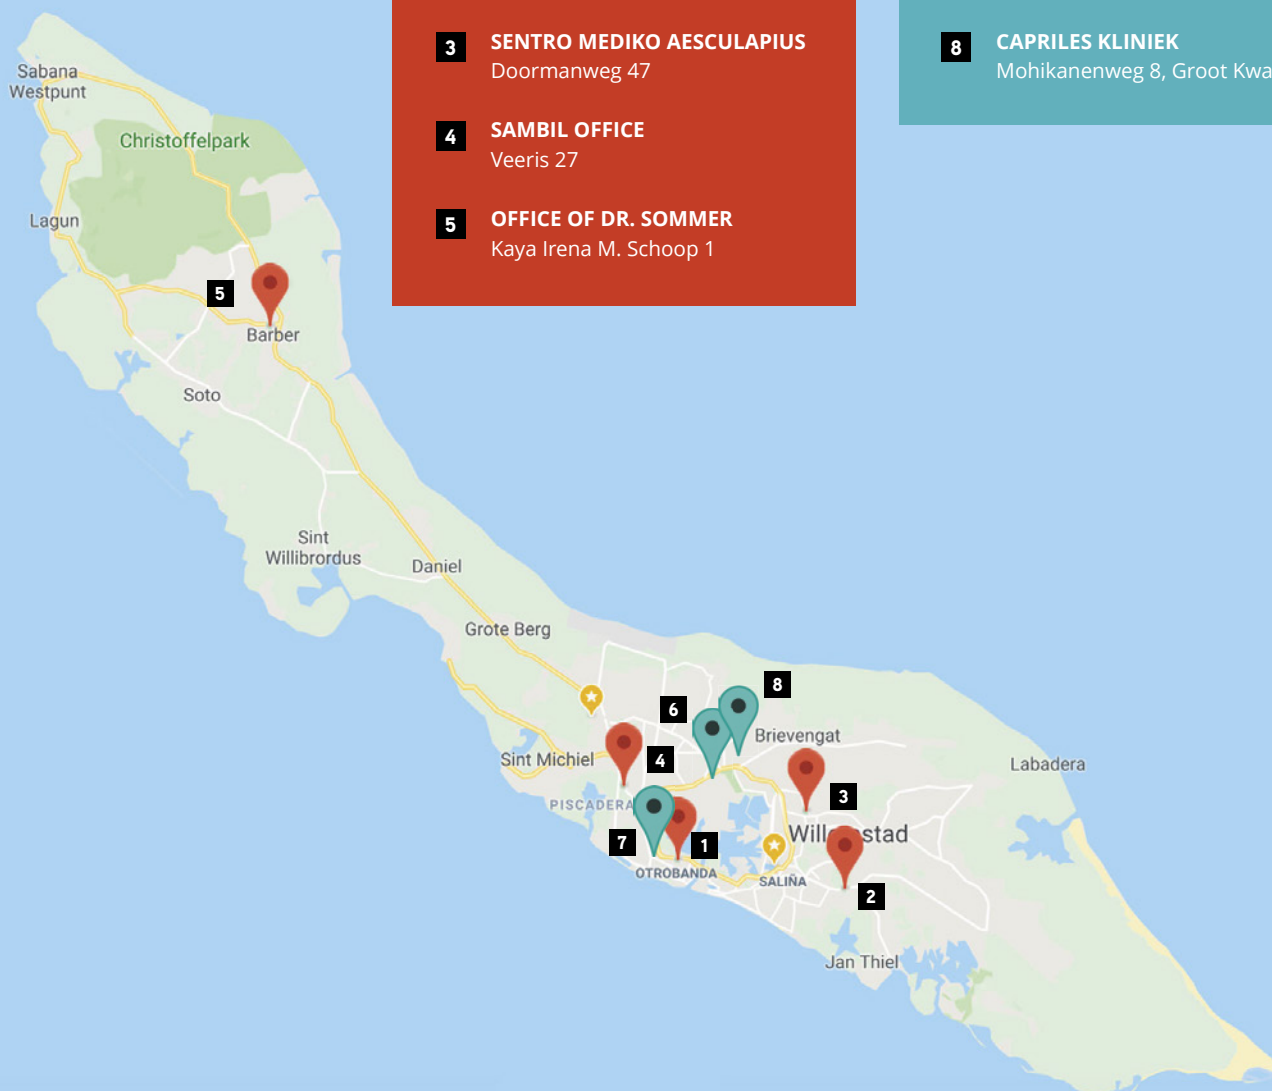 3
SENTRO MEDIKO AESCULAPIUS
Doormanweg 47
4
SAMBIL OFFICE
Veeris 27
5
OFFICE OF DR. SOMMER
Kaya Irena M. Schoop 1
8
CAPRILES KLINIEK
Mohikanenweg 8, Groot Kwa
Sabana
Westpunt
Christoffelpark
Lagun
5
Barber
Soto
Sint
Willibrordus
Daniel
Grote Berg
8
6
Brievengat
Sint Michiel
4
Labadera
PISCADERA
3
7
1
OTROBANDA
SALIÑA
2
Jan Thiel